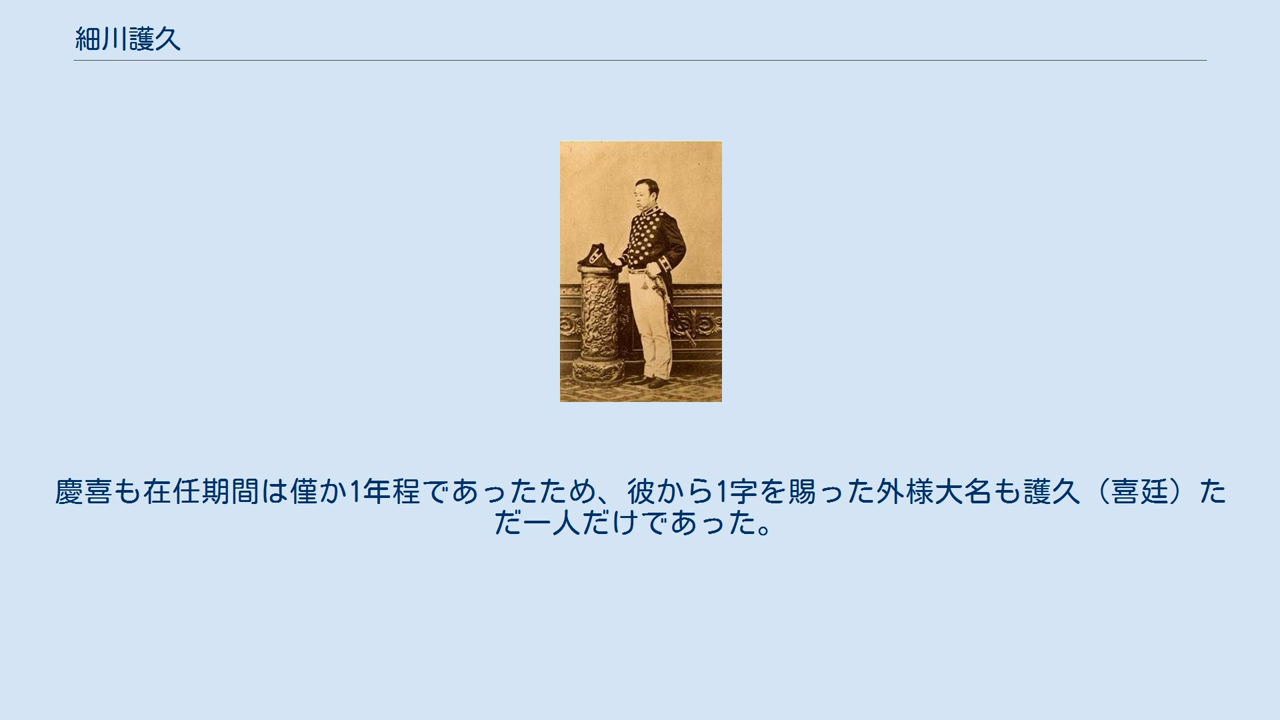 細川護久
慶喜も在任期間は僅か1年程であったため、彼から1字を賜った外様大名も護久（喜廷）た
だ一人だけであった。